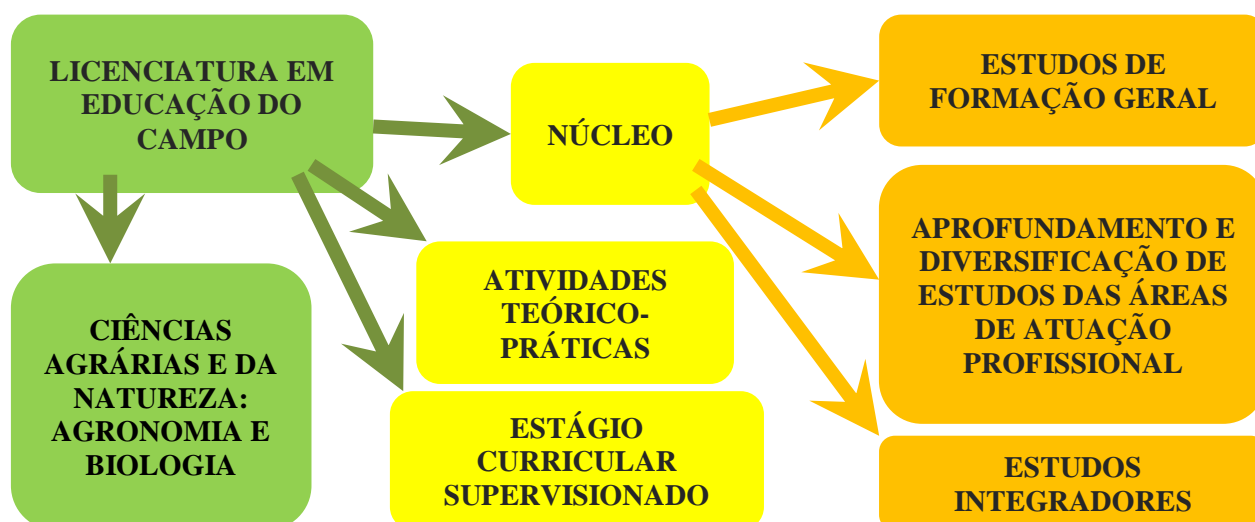 LICENCIATURA EM
EDUCAÇÃO DO
CAMPO
CIÊNCIAS
AGRÁRIAS E DA
NATUREZA:
AGRONOMIA E
BIOLOGIA
NÚCLEO
ATIVIDADES
TEÓRICO-
PRÁTICAS
ESTÁGIO
CURRICULAR
SUPERVISIONADO
ESTUDOS DE
FORMAÇÃO GERAL
APROFUNDAMENTO E
DIVERSIFICAÇÃO DE
ESTUDOS DAS ÁREAS
DE ATUAÇÃO
PROFISSIONAL
ESTUDOS
INTEGRADORES